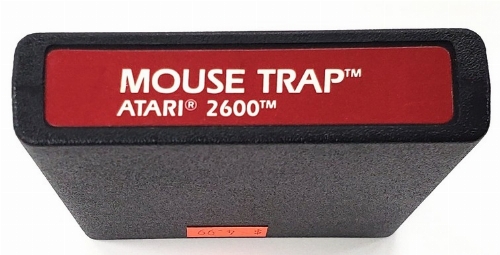 MOUSE TRAP™
ATARI® 2600™